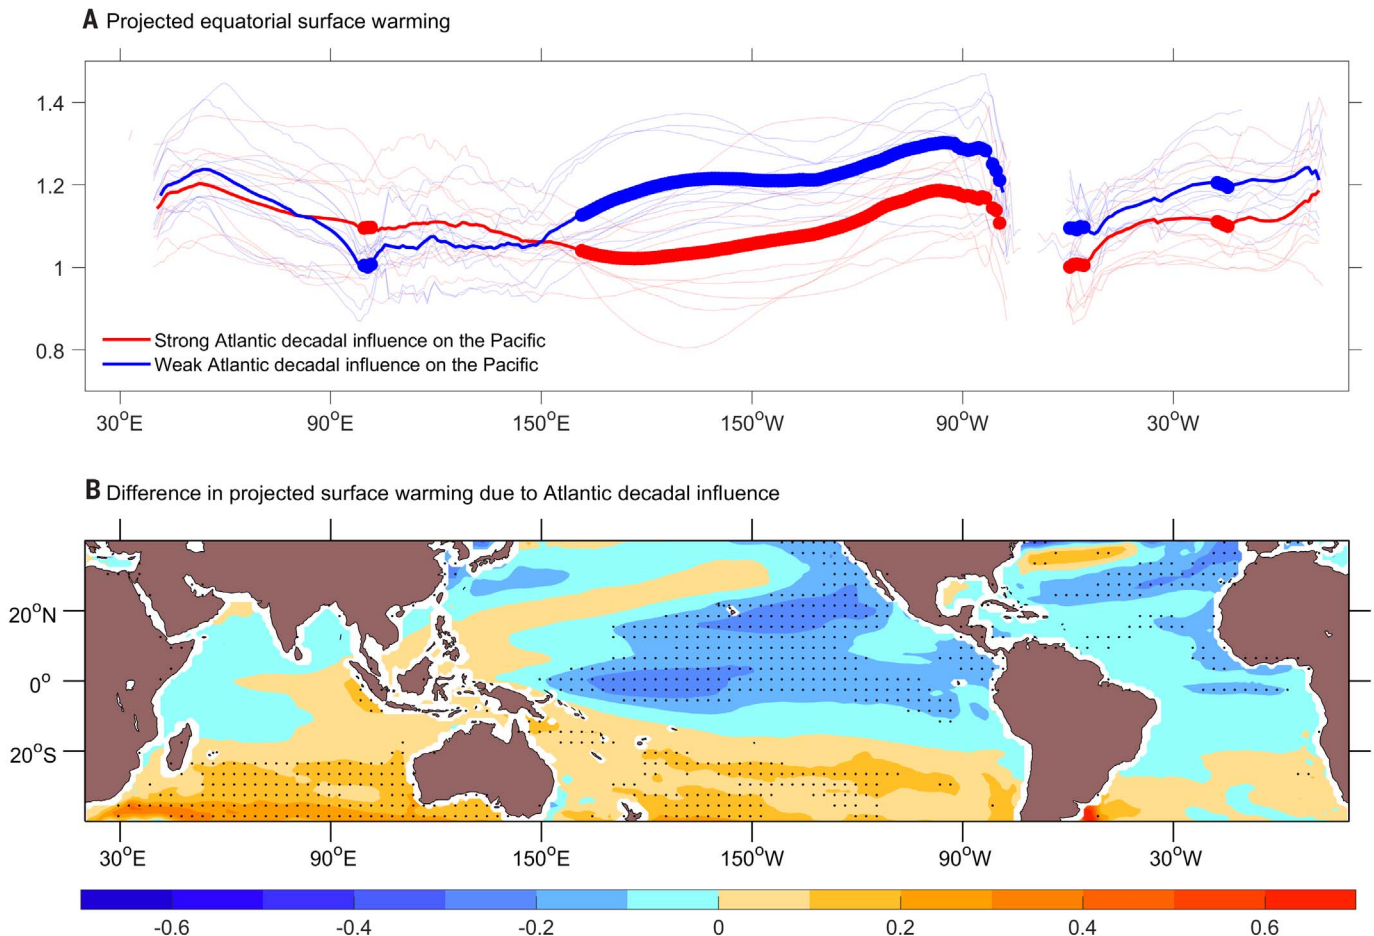 A Projected equatorial surface warming
1.4
1.2
1
0.8
Strong Atlantic decadal influence on the Pacific
Weak Atlantic decadal influence on the Pacific
30°E 90°E 150°E 150°W 90°W 30°W
B Difference in projected surface warming due to Atlantic decadal influence
20°N
0°
20°S
30°E 90°E 150°E 150°W 90°W 30°W
-0.6 -0.4 -0.2 0 0.2 0.4 0.6